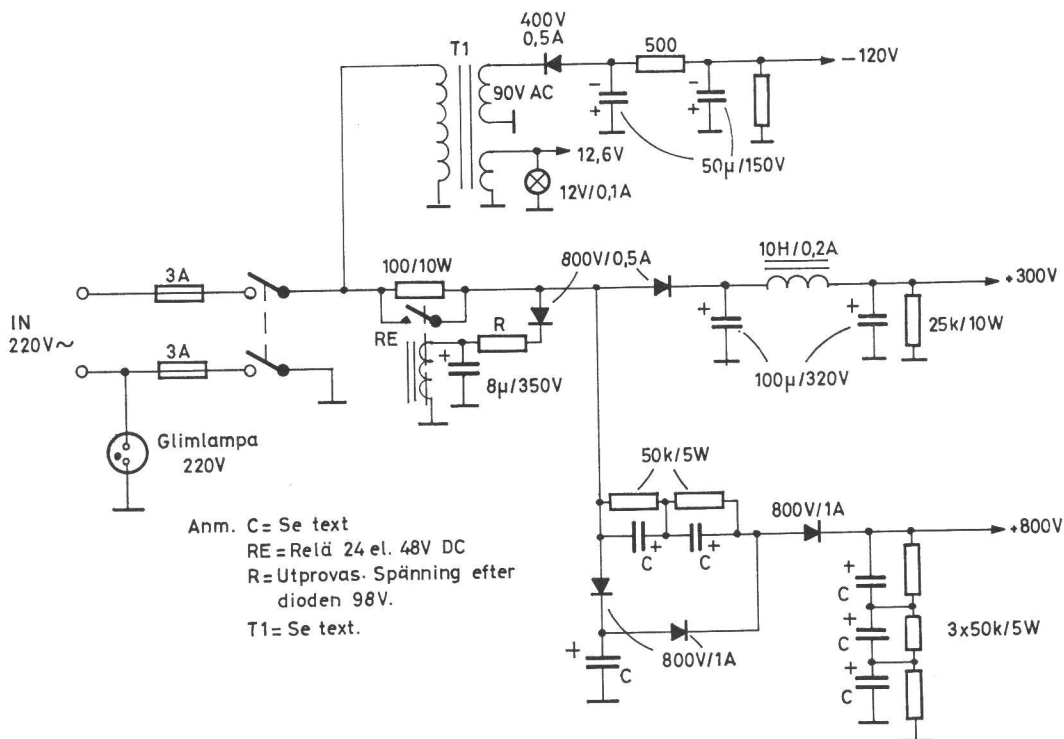 400V
0,5A
T1
500
−120V
90V AC
−
+
−
+
50µ/150V
12,6V
12V/0,1A
3A
100/10W
800V/0,5A
10H/0,2A
+300V
IN
220V~
RE
R
+
+
+
25k/10W
3A
8µ/350V
100µ/320V
Glimlampa
220V
50k/5W
800V/1A
+800V
Anm. C = Se text
RE = Relä 24 el. 48V DC
R = Utprovas. Spänning efter
dioden 98V.
T1 = Se text.
+
+
C
C
+
C
+
C
3x50k/5W
+
C
800V/1A
+
C